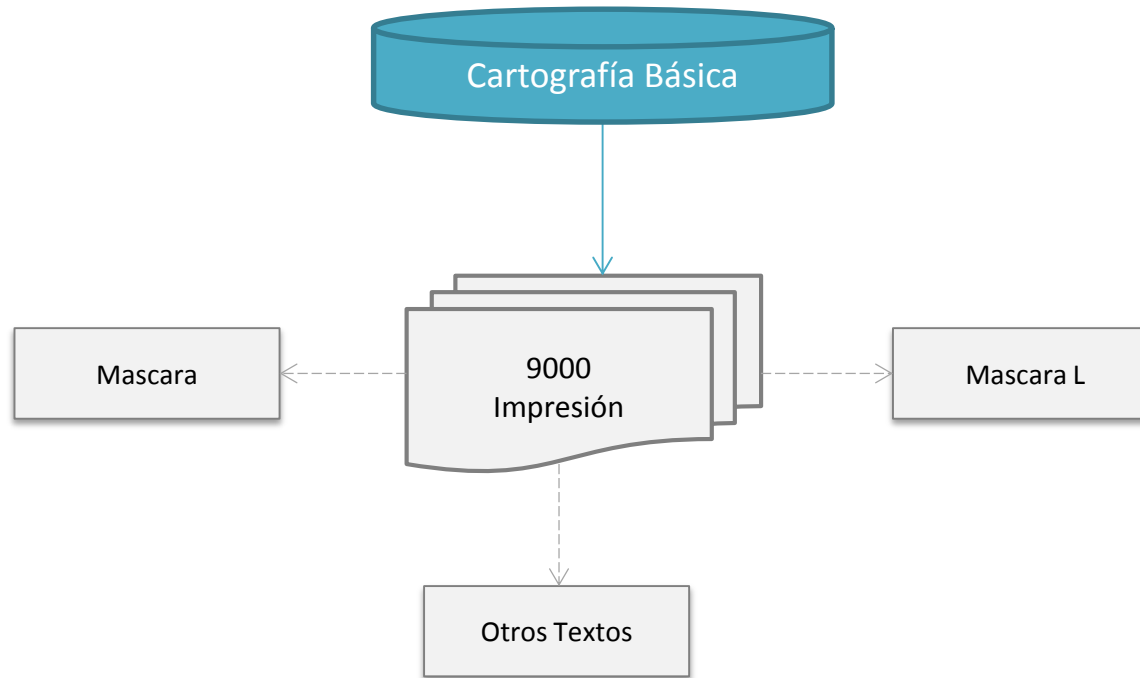 Cartografía Básica
9000
Impresión
Mascara
Mascara L
Otros Textos